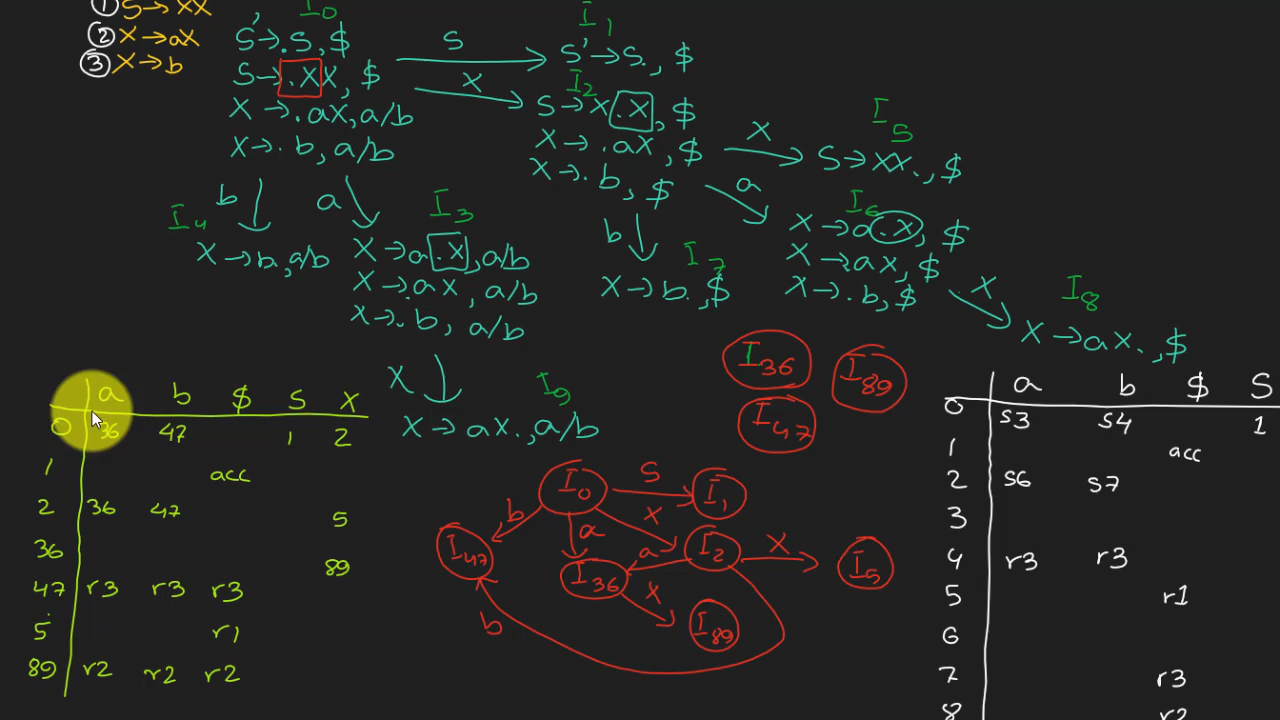 ① S→XX
② X→aX
③ X→b
I0
S'→.S,$
S→.XX,$
X→.aX,a/b
X→.b,a/b
S
X
I1
S'→S.,$
I2
S→X.X,$
X→.aX,$
X→.b,$
X
I5
S→XX.,$
a
I6
X→a.X,$
X→.aX,$
X→.b,$
b
I4
X→b.,a/b
a
I3
X→a.X,a/b
X→.aX,a/b
X→.b,a/b
b
I7
X→b.,$
X
I8
X→aX.,$
X
I9
X→aX.,a/b
I36
I89
I47
a b $ S X
0 36 47 1 2
1 acc
2 36 47 5
36 89
47 r3 r3 r3
5 r1
89 r2 r2 r2
I0
S
I1
X
b
a
I47
I36
a
I2
X
I5
X
I89
b
a b $ S
0 s3 s4 1
1 acc
2 s6 s7
3
4 r3 r3
5 r1
6
7 r3
8 r2